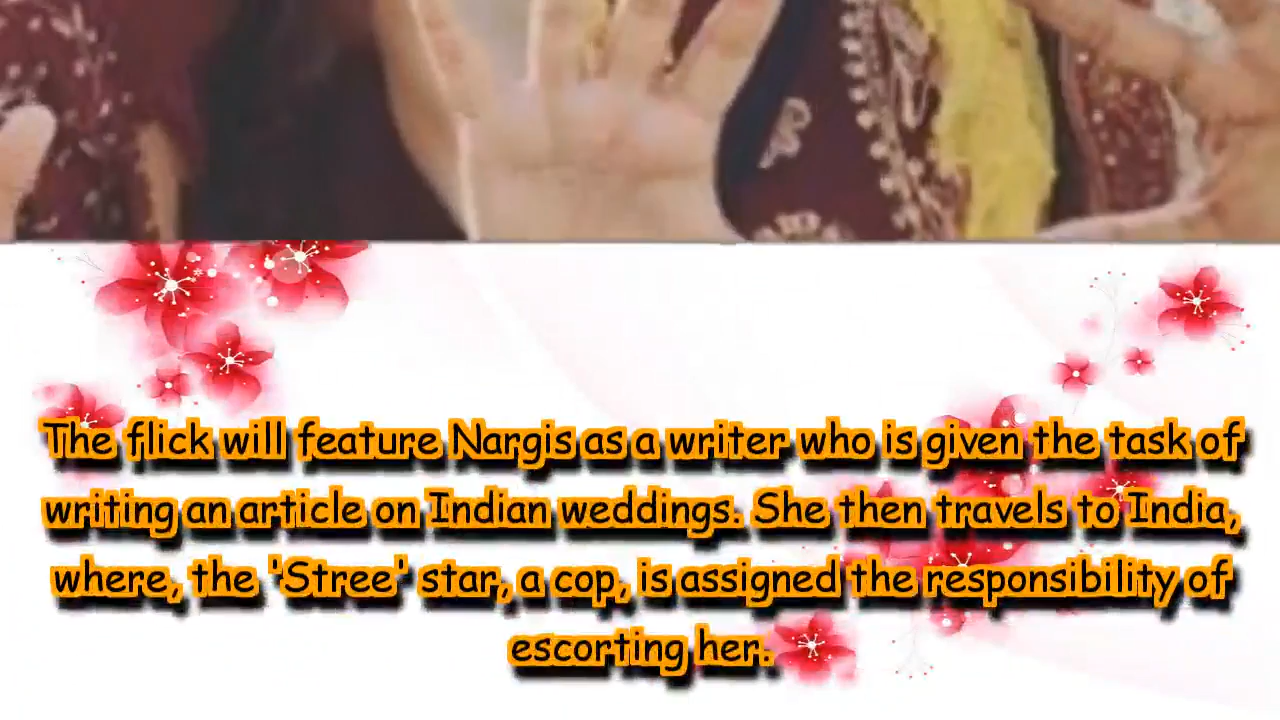 The flick will feature Nargis as a writer who is given the task of
writing an article on Indian weddings. She then travels to India,
where, the 'Stree' star, a cop, is assigned the responsibility of
escorting her.